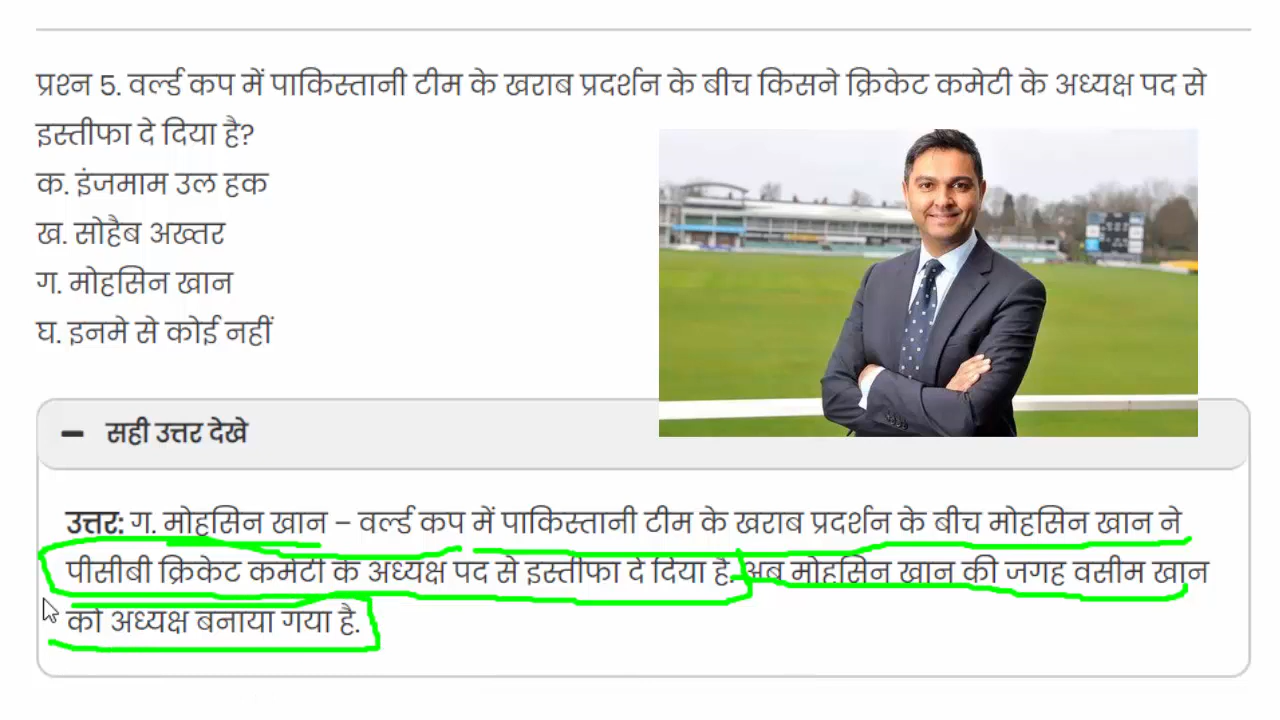 प्रश्न 5. वर्ल्ड कप में पाकिस्तानी टीम के खराब प्रदर्शन के बीच किसने क्रिकेट कमेटी के अध्यक्ष पद से
इस्तीफा दे दिया है?
क. इंजमाम उल हक
ख. सोहैब अख्तर
ग. मोहसिन खान
घ. इनमे से कोई नहीं
सही उत्तर देखे
उत्तर: ग. मोहसिन खान – वर्ल्ड कप में पाकिस्तानी टीम के खराब प्रदर्शन के बीच मोहसिन खान ने
पीसीबी क्रिकेट कमेटी के अध्यक्ष पद से इस्तीफा दे दिया है. अब मोहसिन खान की जगह वसीम खान
को अध्यक्ष बनाया गया है.